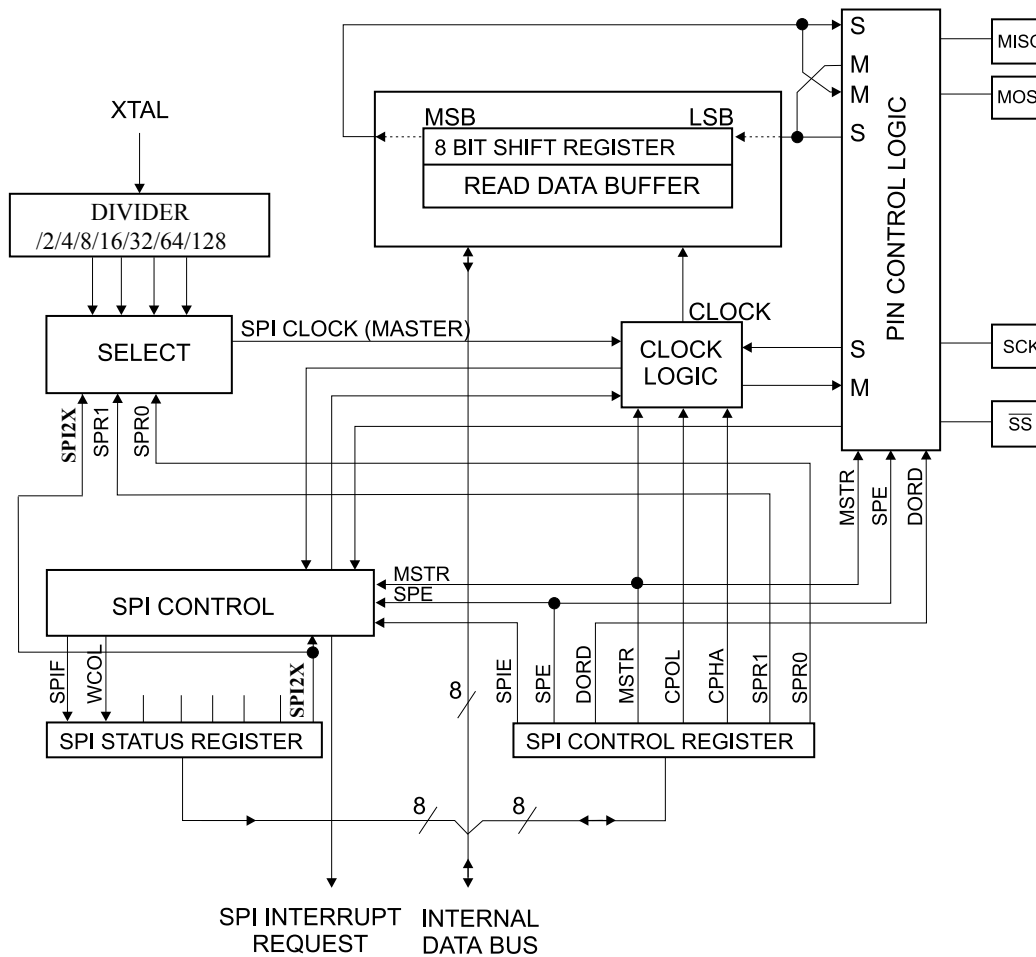 S
MISO
M
MOSI
M
XTAL
MSB
LSB
S
8 BIT SHIFT REGISTER
READ DATA BUFFER
PIN CONTROL LOGIC
DIVIDER
/2/4/8/16/32/64/128
SPI CLOCK (MASTER)
CLOCK
SELECT
CLOCK
LOGIC
S
SCK
M
SPI2X
SPR1
SPR0
SS
MSTR
SPE
DORD
MSTR
SPE
SPI CONTROL
SPIF
WCOL
SPI2X
8
SPIE
SPE
DORD
MSTR
CPOL
CPHA
SPR1
SPR0
SPI STATUS REGISTER
SPI CONTROL REGISTER
8
8
SPI INTERRUPT
REQUEST
INTERNAL
DATA BUS